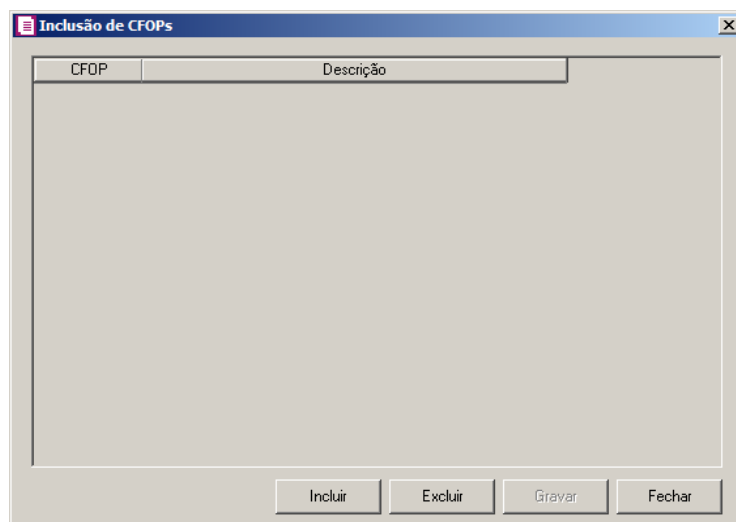 Inclusão de CFOPs
CFOP Descrição
Incluir Excluir Gravar Fechar